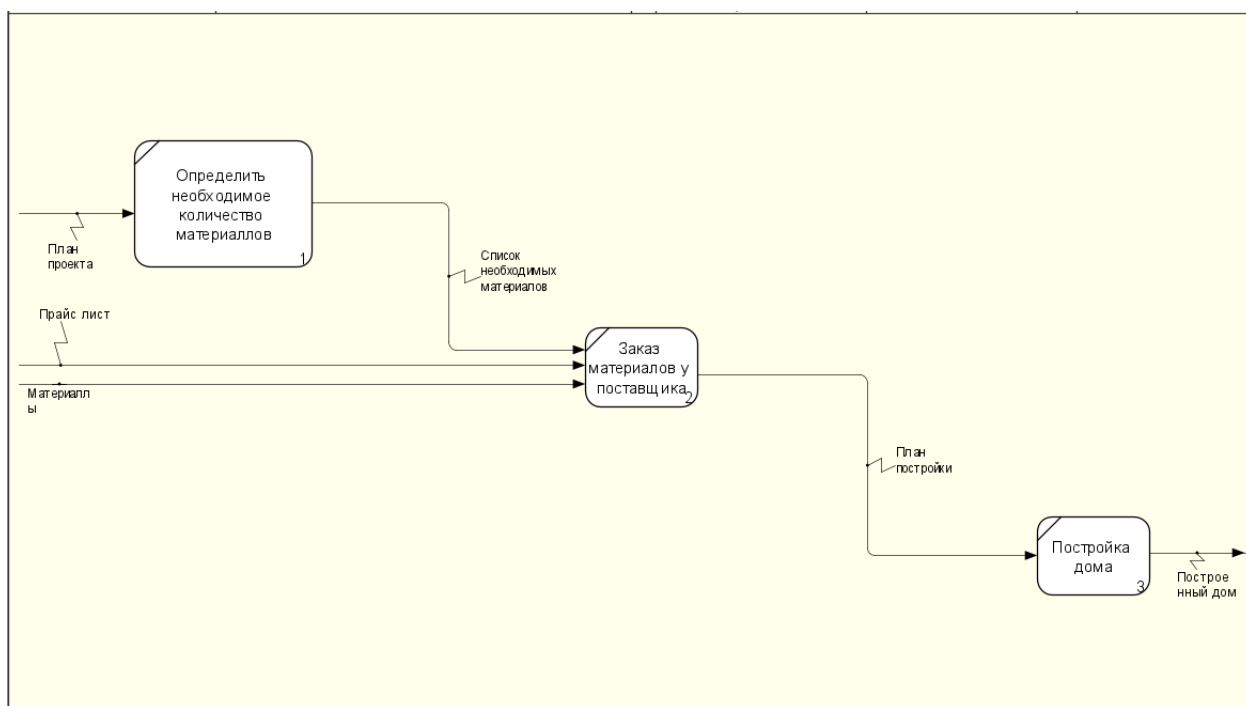 Определить
необходимое
количество
материаллов
1
План
проекта
Список
необходимых
материалов
Прайс лист
Материалл
ы
Заказ
материалов у
поставщика
2
План
постройки
Постройка
дома
3
Построе
нный дом